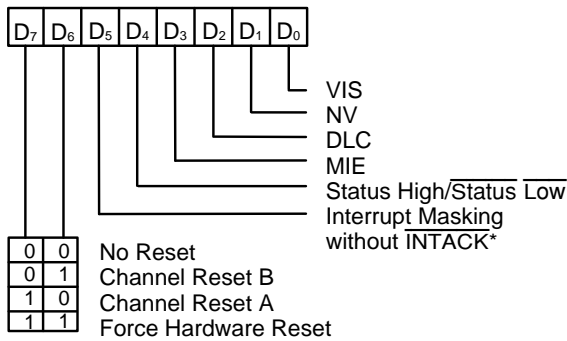 D₇ D₆ D₅ D₄ D₃ D₂ D₁ D₀
VIS
NV
DLC
MIE
Status High/Status Low
Interrupt Masking
without INTACK*
0 0 No Reset
0 1 Channel Reset B
1 0 Channel Reset A
1 1 Force Hardware Reset